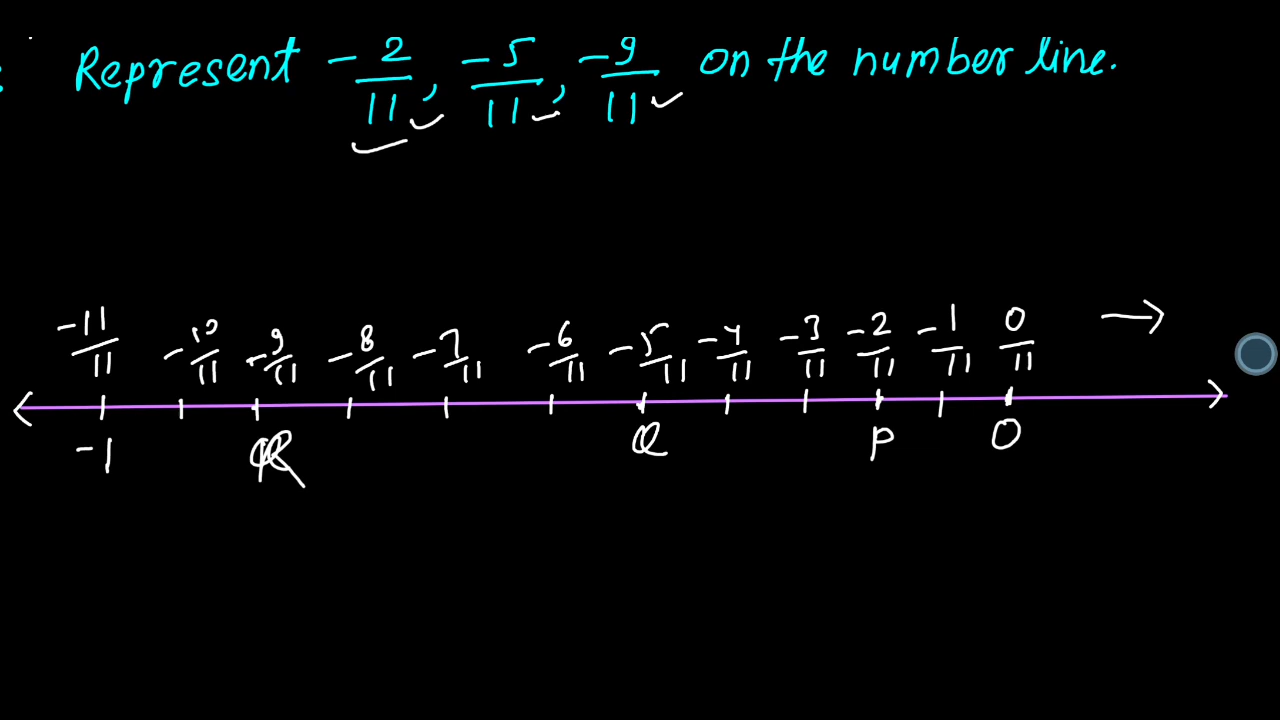 Represent -2/11, -5/11, -9/11 on the number line.
-11/11 -10/11 -9/11 -8/11 -7/11 -6/11 -5/11 -4/11 -3/11 -2/11 -1/11 0/11
-1 R Q P O